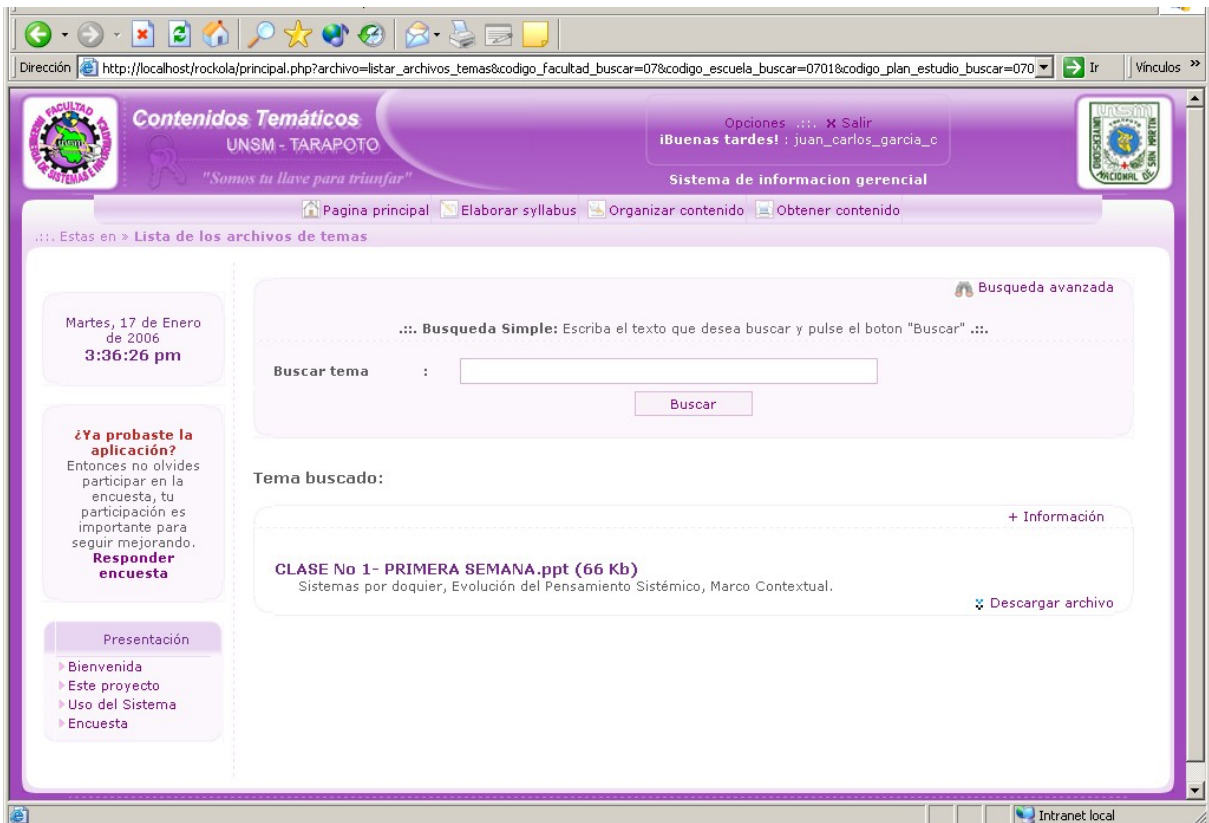 Dirección http://localhost/rockola/principal.php?archivo=listar_archivos_temas&codigo_facultad_buscar=07&codigo_escuela_buscar=0701&codigo_plan_estudio_buscar=070 Ir Vínculos »
Contenidos Temáticos
UNSM - TARAPOTO
"Somos tu llave para triunfar"
Opciones .::. x Salir
¡Buenas tardes! : juan_carlos_garcia_c
Sistema de informacion gerencial
Pagina principal Elaborar syllabus Organizar contenido Obtener contenido
.::. Estas en » Lista de los archivos de temas
Martes, 17 de Enero
de 2006
3:36:26 pm
¿Ya probaste la
aplicación?
Entonces no olvides
participar en la
encuesta, tu
participación es
importante para
seguir mejorando.
Responder
encuesta
Presentación
Bienvenida
Este proyecto
Uso del Sistema
Encuesta
Busqueda avanzada
.::. Busqueda Simple: Escriba el texto que desea buscar y pulse el boton "Buscar" .::.
Buscar tema :
Buscar
Tema buscado:
+ Información
CLASE No 1- PRIMERA SEMANA.ppt (66 Kb)
Sistemas por doquier, Evolución del Pensamiento Sistémico, Marco Contextual.
Descargar archivo
Intranet local